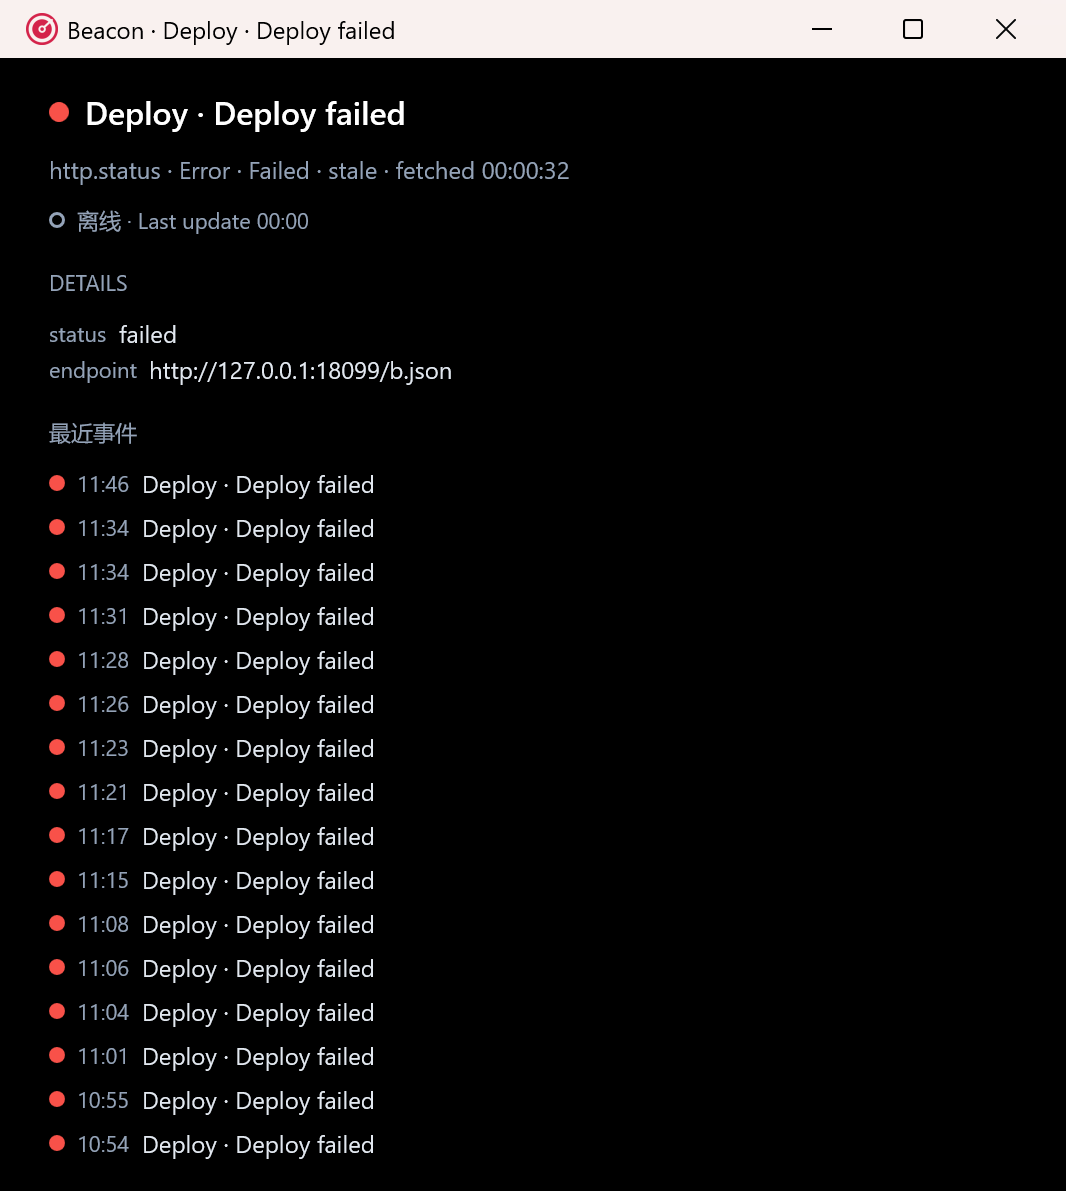 Beacon · Deploy · Deploy failed
Deploy · Deploy failed
http.status · Error · Failed · stale · fetched 00:00:32
离线 · Last update 00:00
DETAILS
status failed
endpoint http://127.0.0.1:18099/b.json
最近事件
11:46 Deploy · Deploy failed
11:34 Deploy · Deploy failed
11:34 Deploy · Deploy failed
11:31 Deploy · Deploy failed
11:28 Deploy · Deploy failed
11:26 Deploy · Deploy failed
11:23 Deploy · Deploy failed
11:21 Deploy · Deploy failed
11:17 Deploy · Deploy failed
11:15 Deploy · Deploy failed
11:08 Deploy · Deploy failed
11:06 Deploy · Deploy failed
11:04 Deploy · Deploy failed
11:01 Deploy · Deploy failed
10:55 Deploy · Deploy failed
10:54 Deploy · Deploy failed